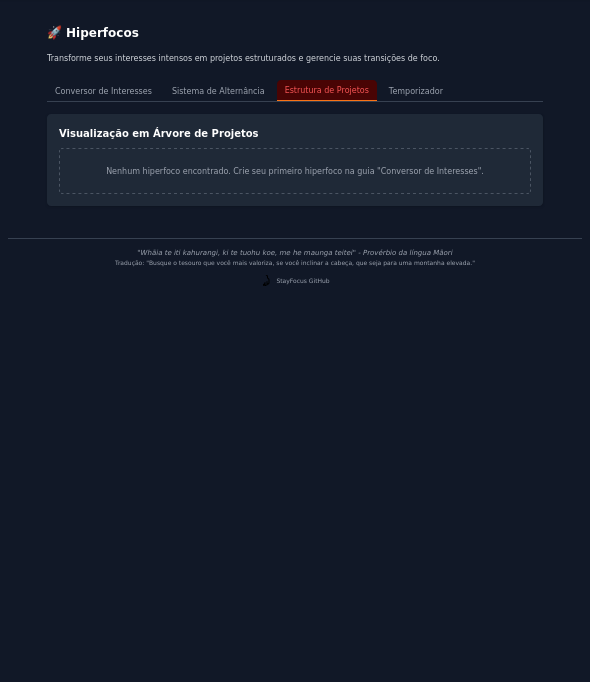 🚀 Hiperfocos
Transforme seus interesses intensos em projetos estruturados e gerencie suas transições de foco.
Conversor de Interesses
Sistema de Alternância
Estrutura de Projetos
Temporizador
Visualização em Árvore de Projetos
Nenhum hiperfoco encontrado. Crie seu primeiro hiperfoco na guia "Conversor de Interesses".
"Whāia te iti kahurangi, ki te tuohu koe, me he maunga teitei" - Provérbio da língua Māori
Tradução: "Busque o tesouro que você mais valoriza, se você inclinar a cabeça, que seja para uma montanha elevada."
StayFocus GitHub